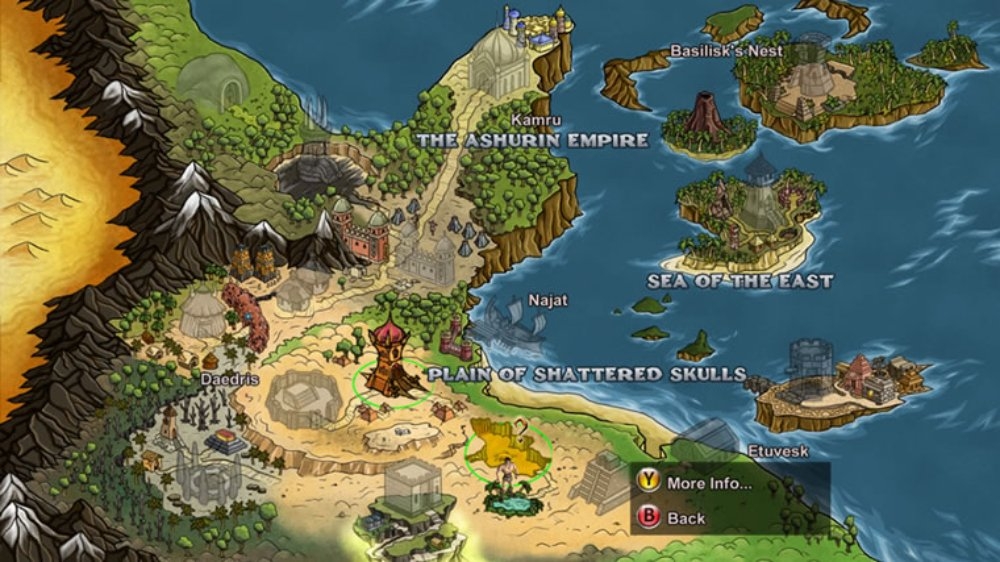 Basilisk's Nest
Kamru
THE ASHURIN EMPIRE
SEA OF THE EAST
Najat
PLAIN OF SHATTERED SKULLS
Daedris
?
Etuvesk
Y More Info...
B Back